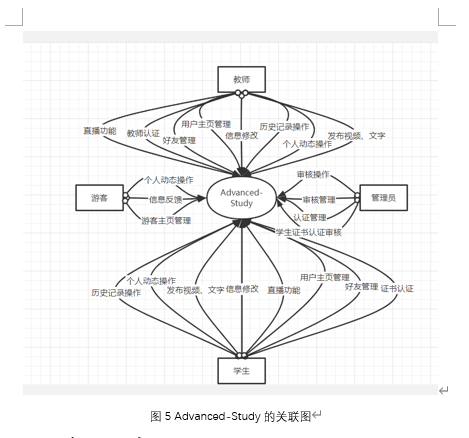 教师
直播功能
教师认证
好友管理
用户主页管理
信息修改
历史记录操作
个人动态操作
发布视频、文字
游客
个人动态操作
信息反馈
游客主页管理
Advanced-
Study
审核操作
审核管理
认证管理
学生证书认证审核
管理员
历史记录操作
个人动态操作
发布视频、文字
信息修改
直播功能
用户主页管理
好友管理
证书认证
学生
图 5 Advanced-Study 的关联图